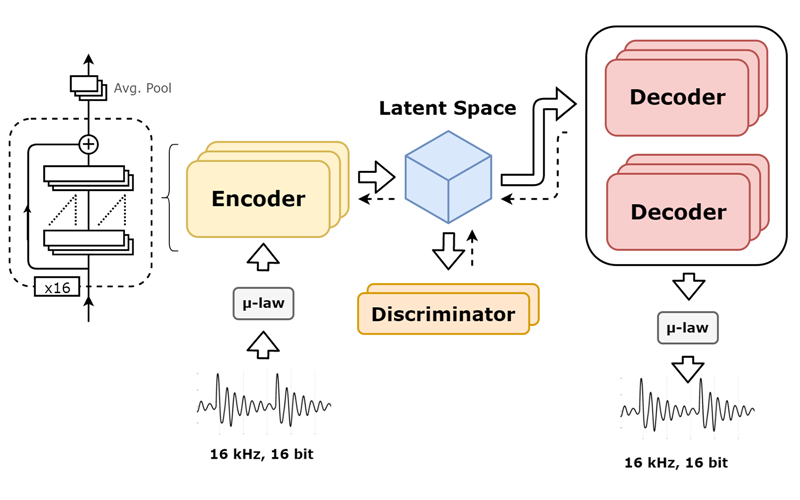 Avg. Pool
+
x16
Encoder
µ-law
16 kHz, 16 bit
Latent Space
Discriminator
Decoder
Decoder
µ-law
16 kHz, 16 bit